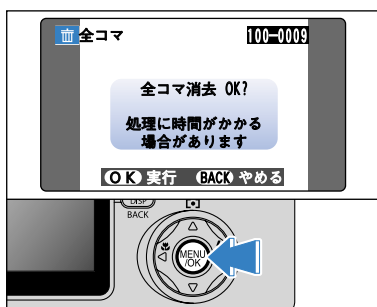 全コマ 100-0009
全コマ消去 OK?
処理に時間がかかる
場合があります
OK 実行 BACK やめる
DISP
BACK
MENU
/OK